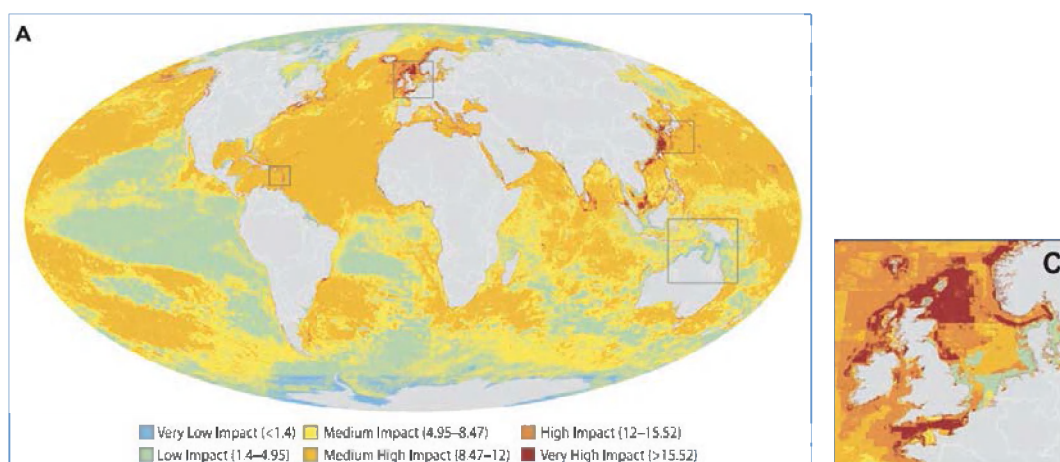 A
Very Low Impact (<1.4)
Medium Impact (4.95–8.47)
High Impact (12–15.52)
Low Impact (1.4–4.95)
Medium High Impact (8.47–12)
Very High Impact (>15.52)
C